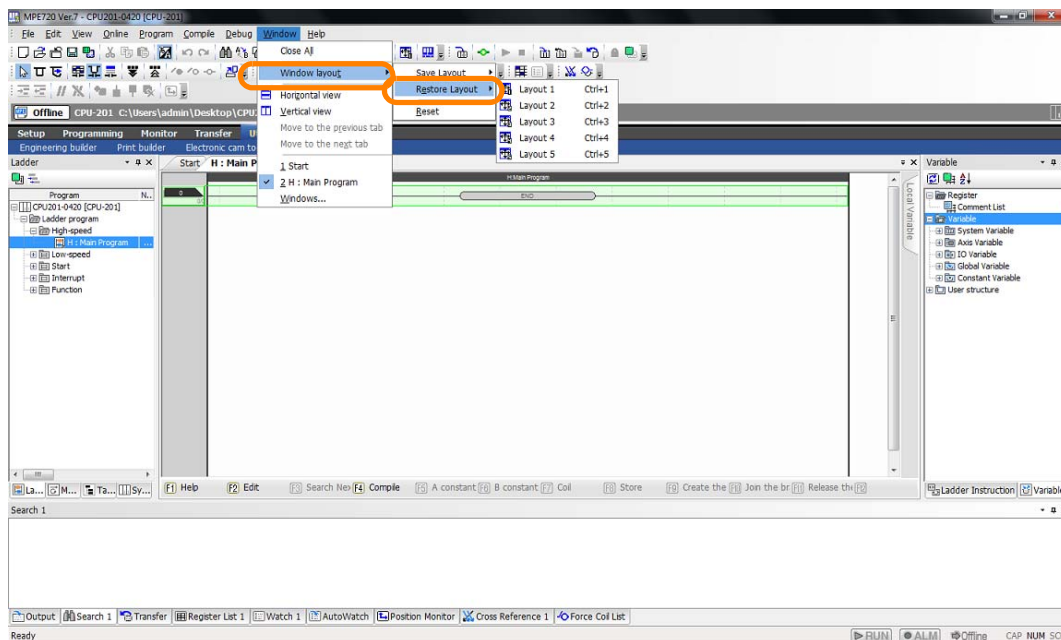 MPE720 Ver.7 - CPU201-0420 [CPU-201]
File Edit View Online Program Compile Debug Window Help
Close All
Window layout
Save Layout
Restore Layout
Reset
Layout 1 Ctrl+1
Layout 2 Ctrl+2
Layout 3 Ctrl+3
Layout 4 Ctrl+4
Layout 5 Ctrl+5
Horizontal view
Vertical view
Move to the previous tab
Move to the next tab
1 Start
2 H : Main Program
Windows...
Offline CPU-201 C:\Users\admin\Desktop\CPU
Setup Programming Monitor Transfer U
Engineering builder Print builder Electronic cam to
Ladder
Start H : Main P
Program N..
CPU201-0420 [CPU-201]
Ladder program
High-speed
H : Main Program ...
Low-speed
Start
Interrupt
Function
H:Main Program
0
END
Local Variable
Variable
Register
Comment List
Variable
System Variable
Axis Variable
IO Variable
Global Variable
Constant Variable
User structure
La... M... Ta... Sy...
F1 Help F2 Edit F3 Search Nex F4 Compile F5 A constant F6 B constant F7 Coil F8 Store F9 Create the F10 Join the br F11 Release the F12
Ladder Instruction Variable
Search 1
Output Search 1 Transfer Register List 1 Watch 1 AutoWatch Position Monitor Cross Reference 1 Force Coil List
Ready
RUN ALM Offline CAP NUM SC